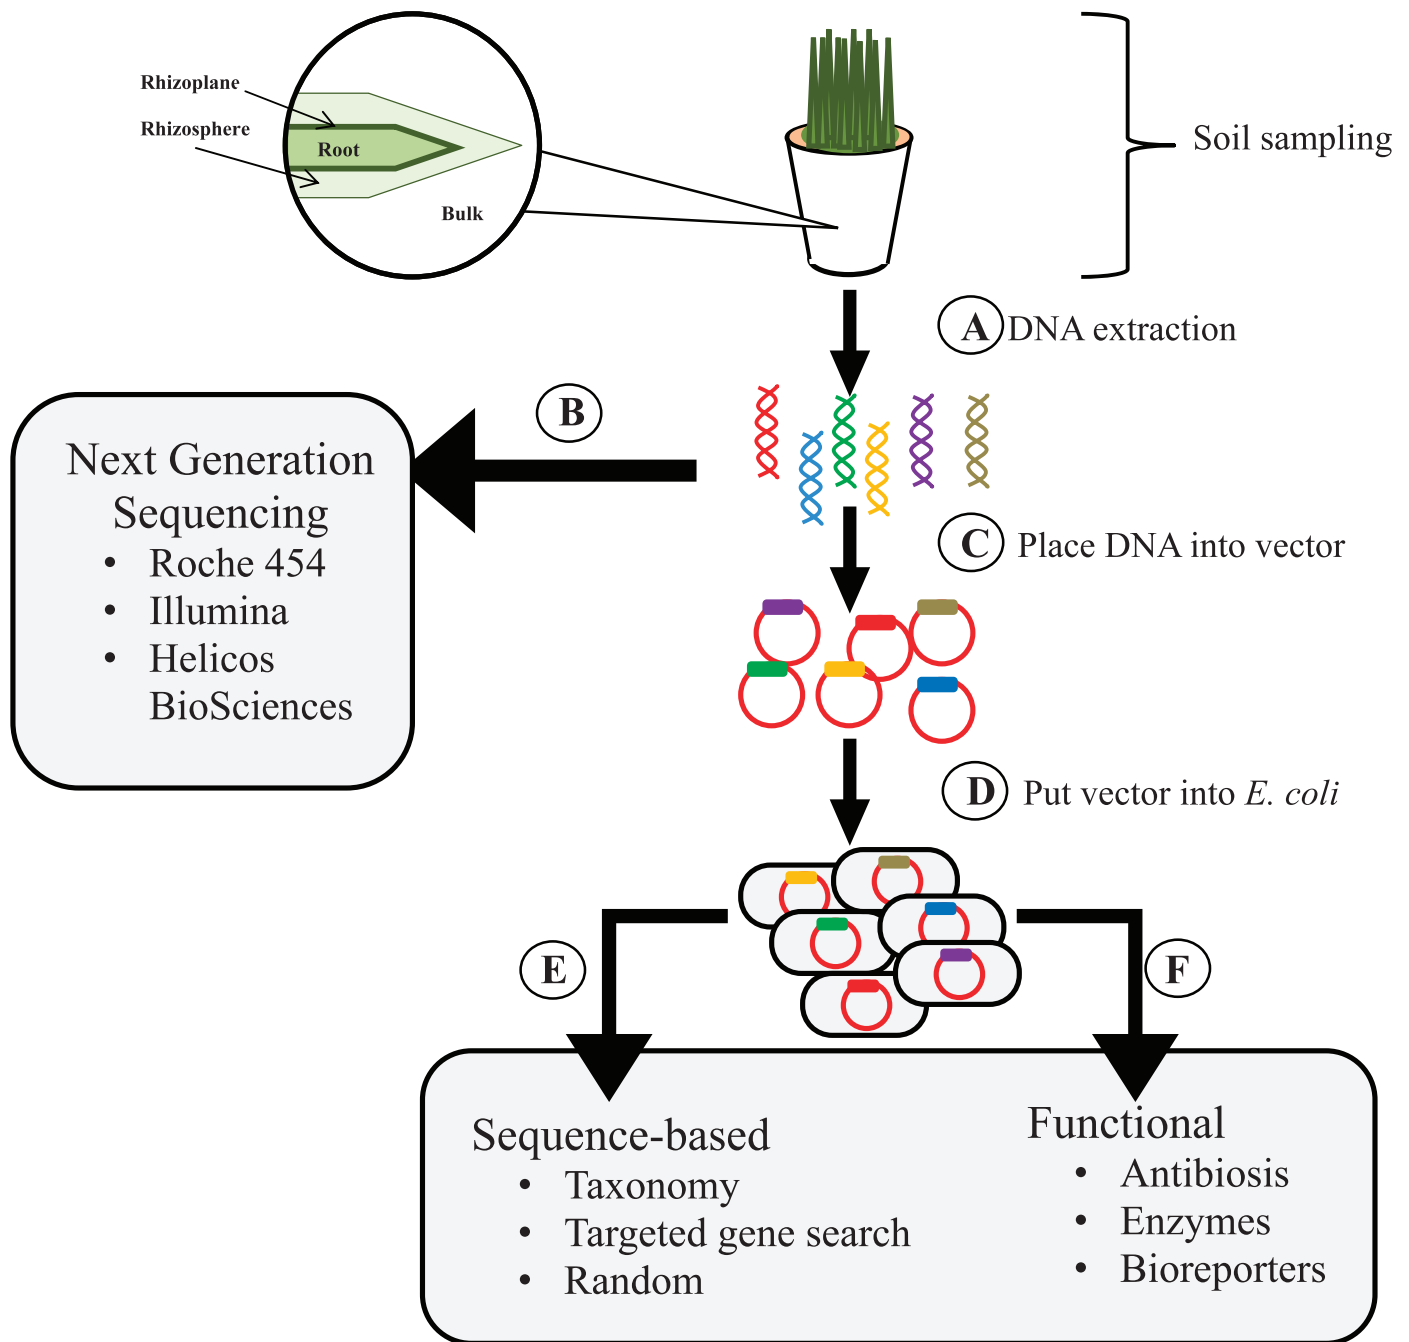 Rhizoplane
Rhizosphere
Root
Bulk
Soil sampling
A DNA extraction
B
Next Generation
Sequencing
• Roche 454
• Illumina
• Helicos
BioSciences
C Place DNA into vector
D Put vector into E. coli
E
F
Sequence-based
• Taxonomy
• Targeted gene search
• Random
Functional
• Antibiosis
• Enzymes
• Bioreporters